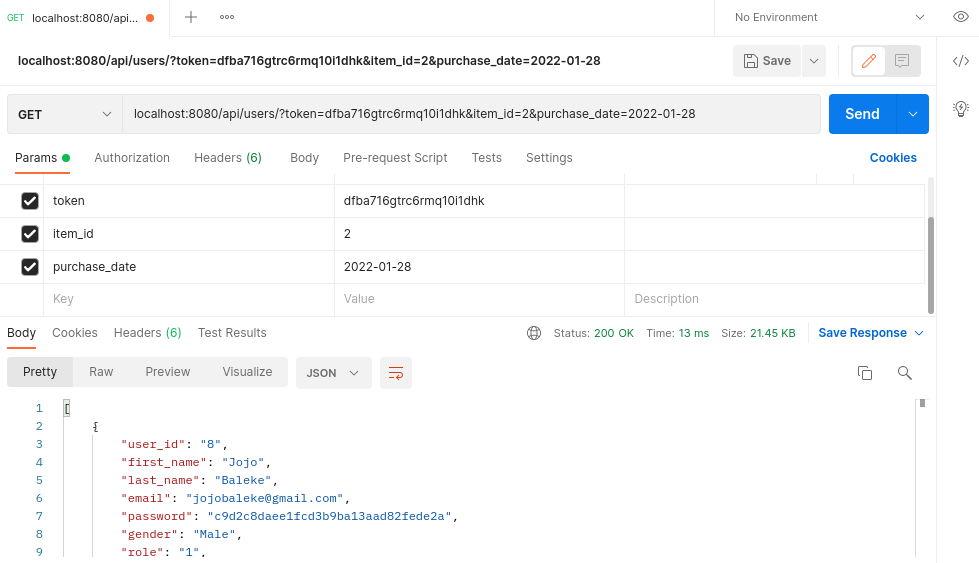 GET localhost:8080/api... No Environment
localhost:8080/api/users/?token=dfba716gtrc6rmq10i1dhk&item_id=2&purchase_date=2022-01-28 Save
GET localhost:8080/api/users/?token=dfba716gtrc6rmq10i1dhk&item_id=2&purchase_date=2022-01-28 Send
Params Authorization Headers (6) Body Pre-request Script Tests Settings Cookies
token dfba716gtrc6rmq10i1dhk
item_id 2
purchase_date 2022-01-28
Key Value Description
Body Cookies Headers (6) Test Results Status: 200 OK Time: 13 ms Size: 21.45 KB Save Response
Pretty Raw Preview Visualize JSON
1 [
2 {
3 "user_id": "8",
4 "first_name": "Jojo",
5 "last_name": "Baleke",
6 "email": "jojobaleke@gmail.com",
7 "password": "c9d2c8daee1fcd3b9ba13aad82fede2a",
8 "gender": "Male",
9 "role": "1",